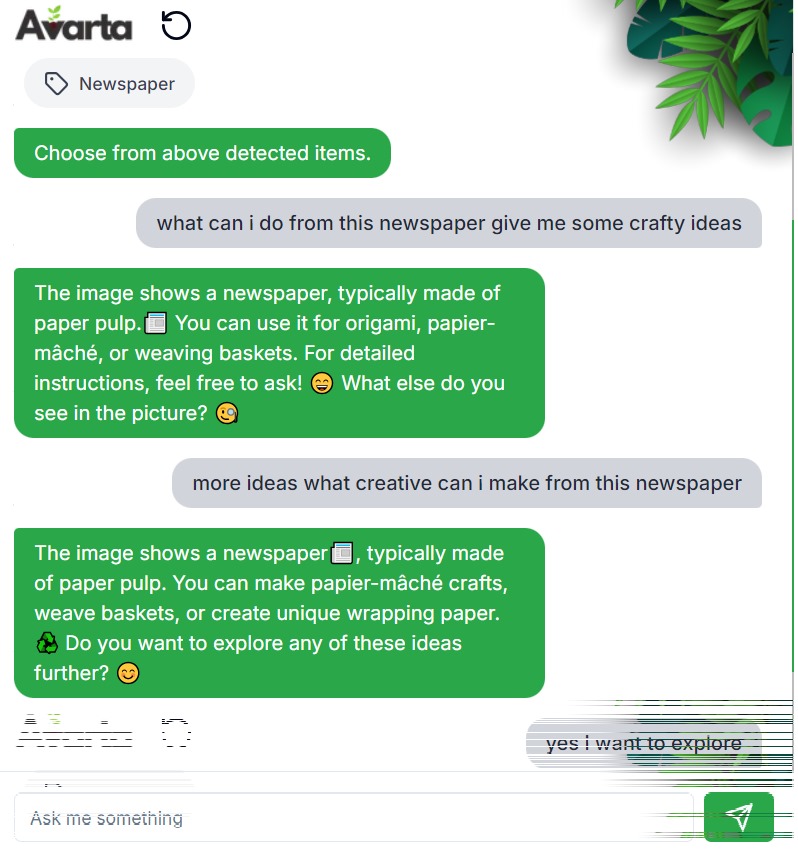 Avarta
Newspaper
Choose from above detected items.
what can i do from this newspaper give me some crafty ideas
The image shows a newspaper, typically made of
paper pulp.📰 You can use it for origami, papier-
mâché, or weaving baskets. For detailed
instructions, feel free to ask! 😄 What else do you
see in the picture? 🧐
more ideas what creative can i make from this newspaper
The image shows a newspaper📰, typically made
of paper pulp. You can make papier-mâché crafts,
weave baskets, or create unique wrapping paper.
♻️ Do you want to explore any of these ideas
further? 😊
yes i want to explore
Ask me something